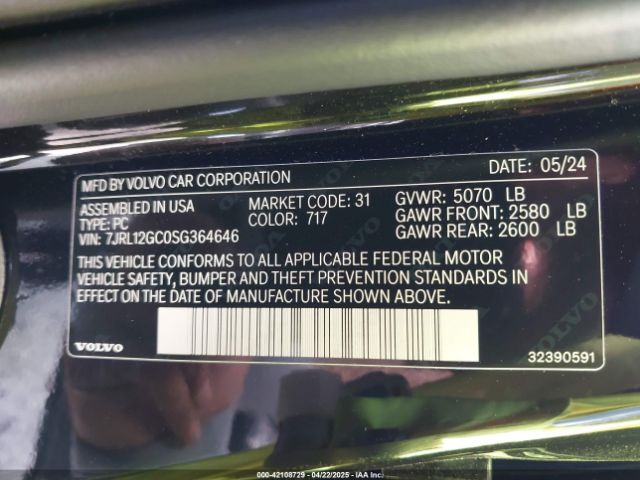 MFD BY VOLVO CAR CORPORATION DATE: 05/24
ASSEMBLED IN USA MARKET CODE: 31 GVWR: 5070 LB
TYPE: PC COLOR: 717 GAWR FRONT: 2580 LB
VIN: 7JRL12GC0SG364646 GAWR REAR: 2600 LB
THIS VEHICLE CONFORMS TO ALL APPLICABLE FEDERAL MOTOR
VEHICLE SAFETY, BUMPER AND THEFT PREVENTION STANDARDS IN
EFFECT ON THE DATE OF MANUFACTURE SHOWN ABOVE.
VOLVO 32390591
000-42108729 - 04/22/2025 - IAA Inc.